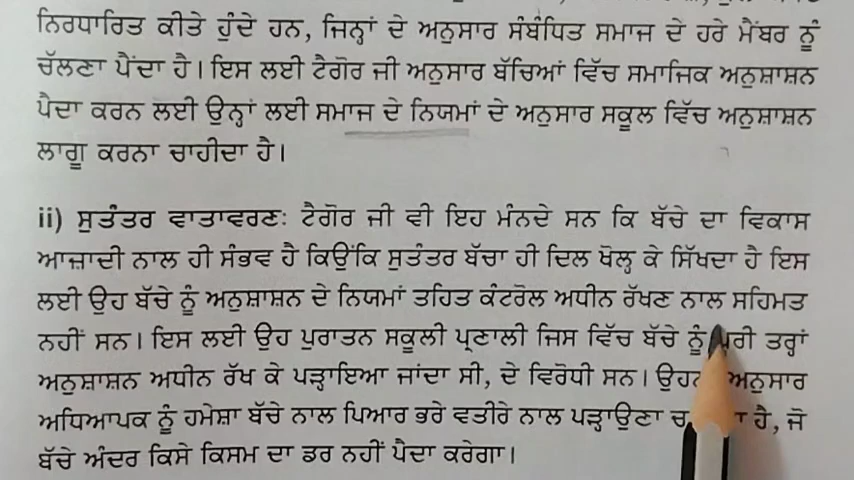 ਨਿਰਧਾਰਿਤ ਕੀਤੇ ਹੁੰਦੇ ਹਨ, ਜਿਨ੍ਹਾਂ ਦੇ ਅਨੁਸਾਰ ਸੰਬੰਧਿਤ ਸਮਾਜ ਦੇ ਹਰੇ ਮੈਂਬਰ ਨੂੰ
ਚੱਲਣਾ ਪੈਂਦਾ ਹੈ। ਇਸ ਲਈ ਟੈਗੋਰ ਜੀ ਅਨੁਸਾਰ ਬੱਚਿਆਂ ਵਿੱਚ ਸਮਾਜਿਕ ਅਨੁਸ਼ਾਸ਼ਨ
ਪੈਦਾ ਕਰਨ ਲਈ ਉਨ੍ਹਾਂ ਲਈ ਸਮਾਜ ਦੇ ਨਿਯਮਾਂ ਦੇ ਅਨੁਸਾਰ ਸਕੂਲ ਵਿੱਚ ਅਨੁਸ਼ਾਸ਼ਨ
ਲਾਗੂ ਕਰਨਾ ਚਾਹੀਦਾ ਹੈ।
ii) ਸੁਤੰਤਰ ਵਾਤਾਵਰਣ: ਟੈਗੋਰ ਜੀ ਵੀ ਇਹ ਮੰਨਦੇ ਸਨ ਕਿ ਬੱਚੇ ਦਾ ਵਿਕਾਸ
ਆਜ਼ਾਦੀ ਨਾਲ ਹੀ ਸੰਭਵ ਹੈ ਕਿਉਂਕਿ ਸੁਤੰਤਰ ਬੱਚਾ ਹੀ ਦਿਲ ਖੋਲ੍ਹ ਕੇ ਸਿੱਖਦਾ ਹੈ ਇਸ
ਲਈ ਉਹ ਬੱਚੇ ਨੂੰ ਅਨੁਸ਼ਾਸ਼ਨ ਦੇ ਨਿਯਮਾਂ ਤਹਿਤ ਕੰਟਰੋਲ ਅਧੀਨ ਰੱਖਣ ਨਾਲ ਸਹਿਮਤ
ਨਹੀਂ ਸਨ। ਇਸ ਲਈ ਉਹ ਪੁਰਾਤਨ ਸਕੂਲੀ ਪ੍ਰਣਾਲੀ ਜਿਸ ਵਿੱਚ ਬੱਚੇ ਨੂੰ ਤਰ੍ਹਾਂ
ਅਨੁਸ਼ਾਸ਼ਨ ਅਧੀਨ ਰੱਖ ਕੇ ਪੜ੍ਹਾਇਆ ਜਾਂਦਾ ਸੀ, ਦੇ ਵਿਰੋਧੀ ਸਨ। ਅਨੁਸਾਰ
ਅਧਿਆਪਕ ਨੂੰ ਹਮੇਸ਼ਾ ਬੱਚੇ ਨਾਲ ਪਿਆਰ ਭਰੇ ਵਤੀਰੇ ਨਾਲ ਪੜ੍ਹਾਉਣਾ ਹੈ, ਜੋ
ਬੱਚੇ ਅੰਦਰ ਕਿਸੇ ਕਿਸਮ ਦਾ ਡਰ ਨਹੀਂ ਪੈਦਾ ਕਰੇਗਾ।